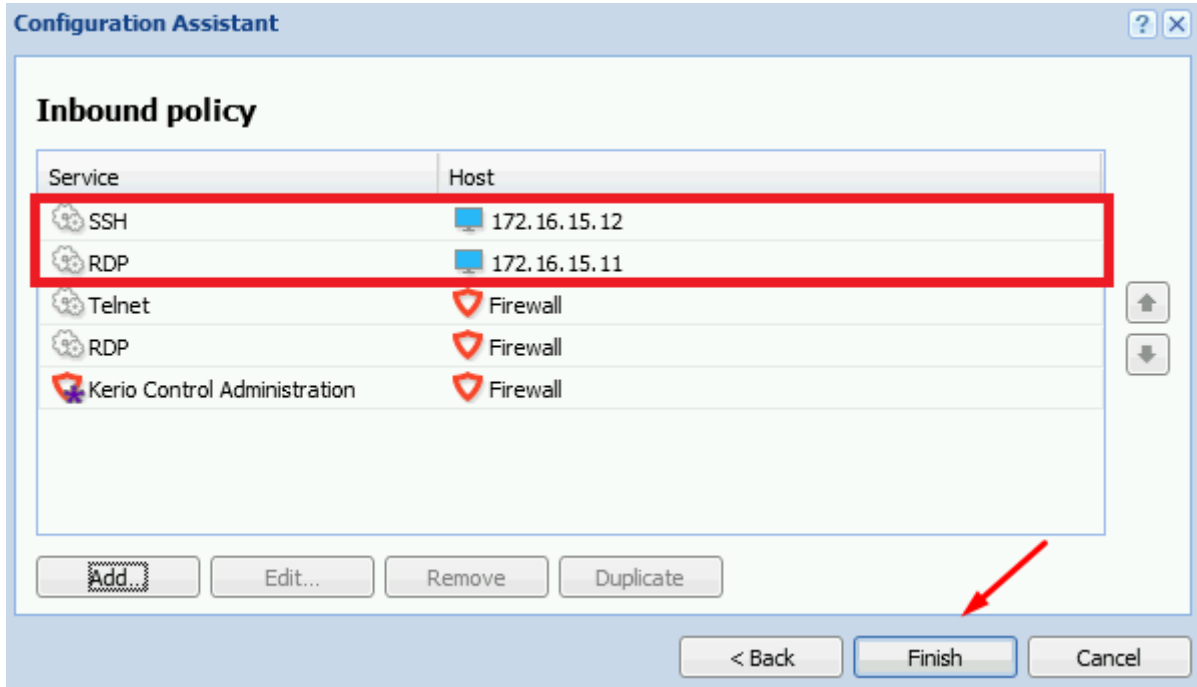 Configuration Assistant
Inbound policy
Service Host
SSH 172.16.15.12
RDP 172.16.15.11
Telnet Firewall
RDP Firewall
Kerio Control Administration Firewall
Add... Edit... Remove Duplicate
< Back Finish Cancel